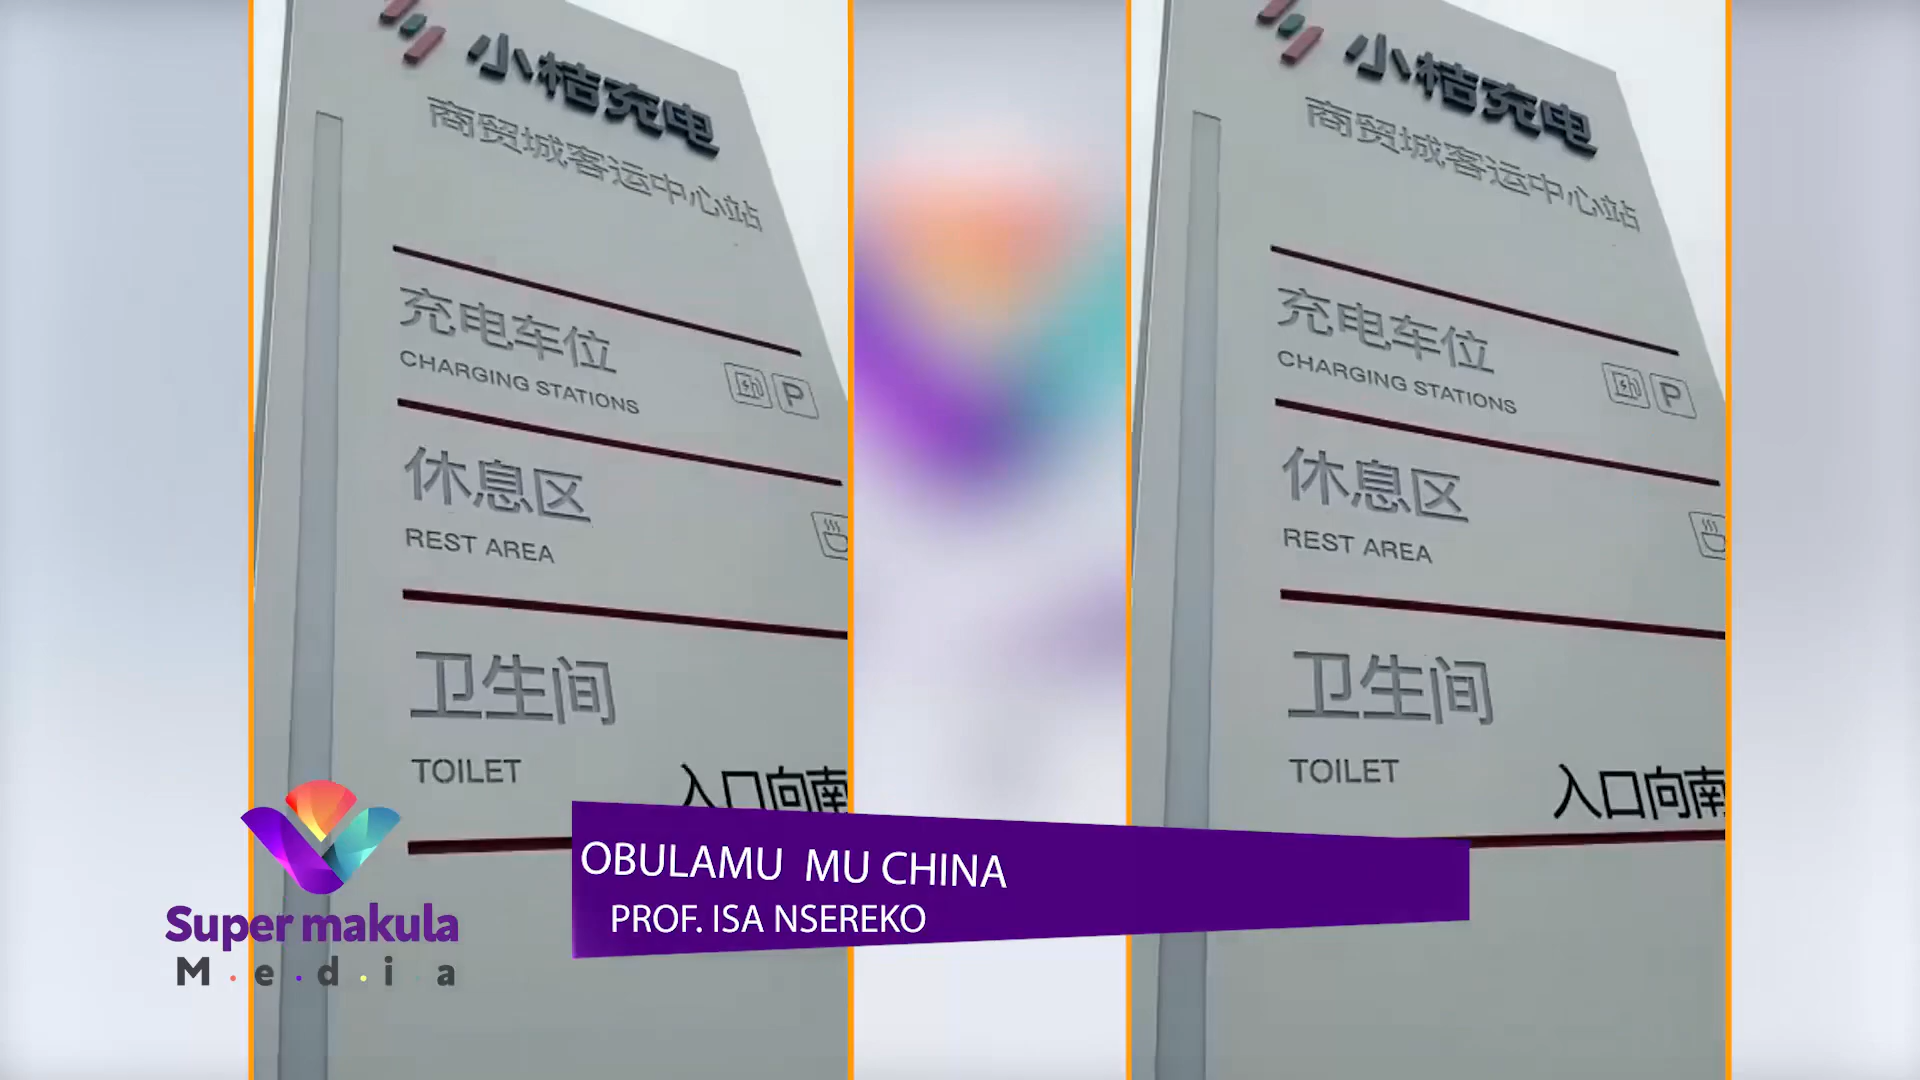 小桔充电
商贸城客运中心站
充电车位
CHARGING STATIONS
P
休息区
REST AREA
卫生间
TOILET
入口向南
小桔充电
商贸城客运中心站
充电车位
CHARGING STATIONS
P
休息区
REST AREA
卫生间
TOILET
入口向南
OBULAMU MU CHINA
PROF. ISA NSEREKO
Super makula
M.e.d.i.a